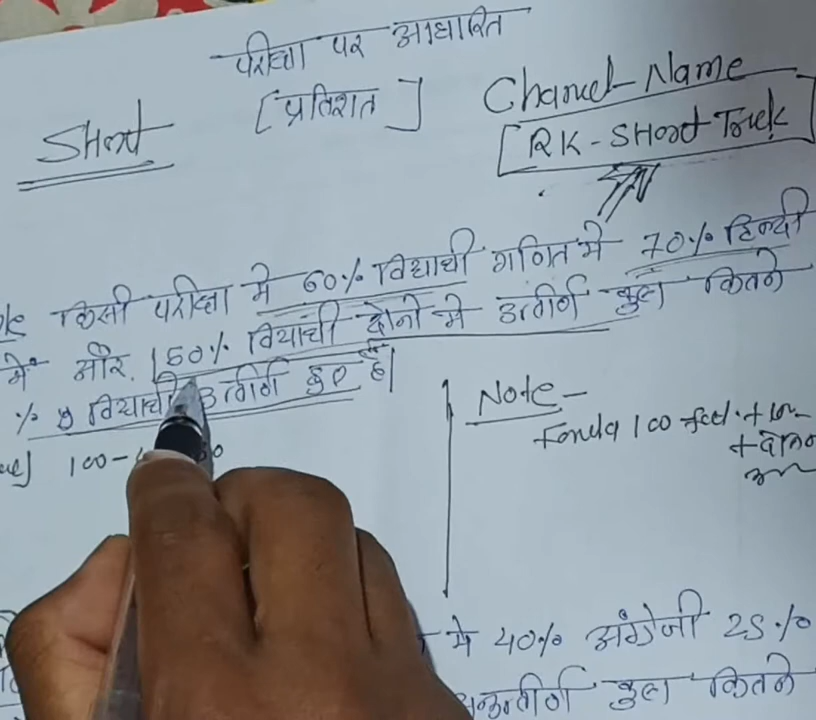 परीक्षा पर आधारित
[प्रतिशत]
Short
Channel Name
[RK - SHort Trick]
किसी परीक्षा मे 60% विद्यार्थी गणित मे 70% हिन्दी
में और 50% विद्यार्थी दोनो मे उत्तीर्ण कुल कितने
% विद्यार्थी उत्तीर्ण हुए है।
100-
Note -
100
+दोनो
मे 40% अंग्रेजी 25%
अनुत्तीर्ण कुल कितने